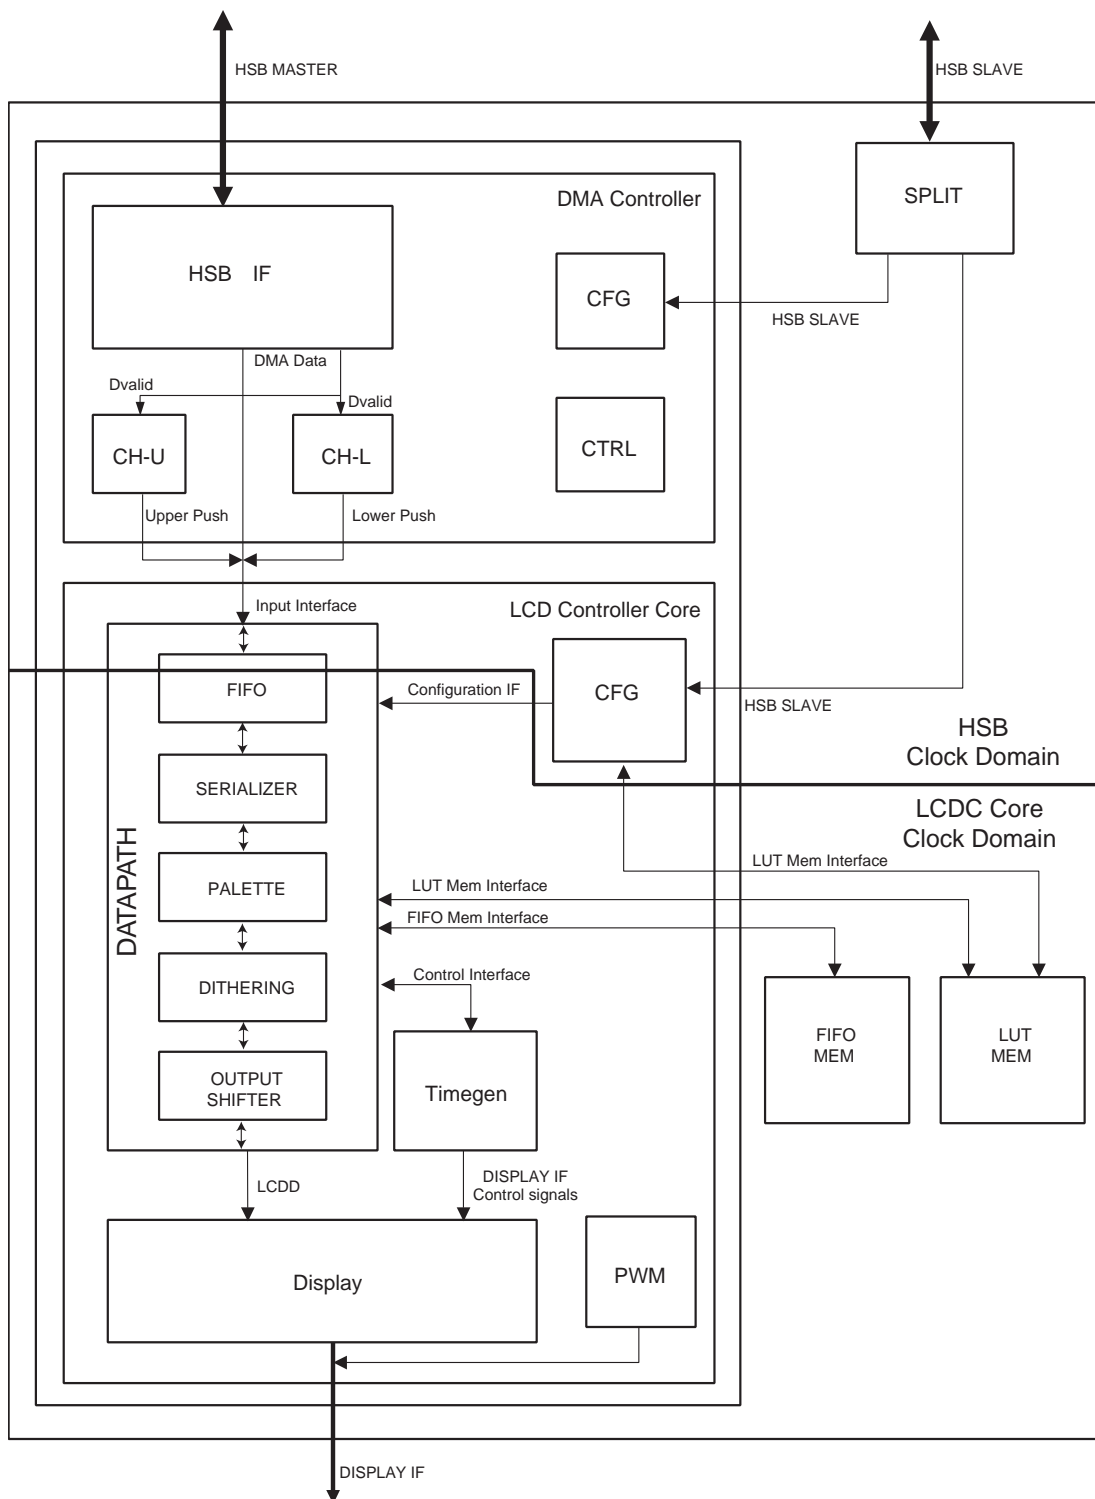 HSB MASTER
HSB SLAVE
DMA Controller
SPLIT
HSB IF
CFG
HSB SLAVE
DMA Data
Dvalid
Dvalid
CH-U
CH-L
CTRL
Upper Push
Lower Push
Input Interface
LCD Controller Core
FIFO
Configuration IF
CFG
HSB SLAVE
HSB
Clock Domain
SERIALIZER
LCDC Core
Clock Domain
DATAPATH
PALETTE
LUT Mem Interface
LUT Mem Interface
FIFO Mem Interface
DITHERING
Control Interface
FIFO
MEM
LUT
MEM
OUTPUT
SHIFTER
Timegen
LCDD
DISPLAY IF
Control signals
Display
PWM
DISPLAY IF